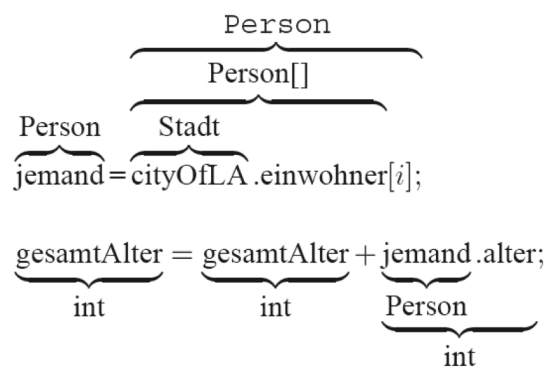 Person
Person[]
Person Stadt
jemand = cityOfLA .einwohner[i];
gesamtAlter = gesamtAlter + jemand .alter;
int int Person
int